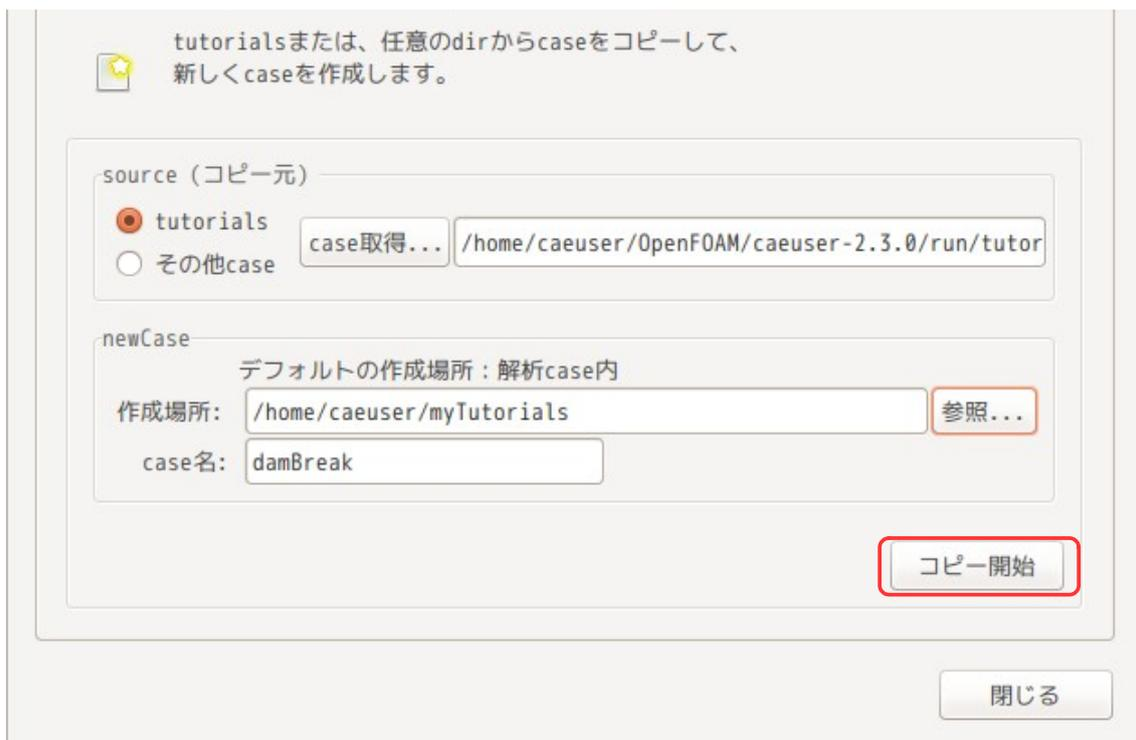 tutorialsまたは、任意のdirからcaseをコピーして、
新しくcaseを作成します。
source (コピー元)
tutorials
その他case
case取得...
/home/caeuser/OpenFOAM/caeuser-2.3.0/run/tutor
newCase
デフォルトの作成場所：解析case内
作成場所:
/home/caeuser/myTutorials
参照...
case名:
damBreak
コピー開始
閉じる